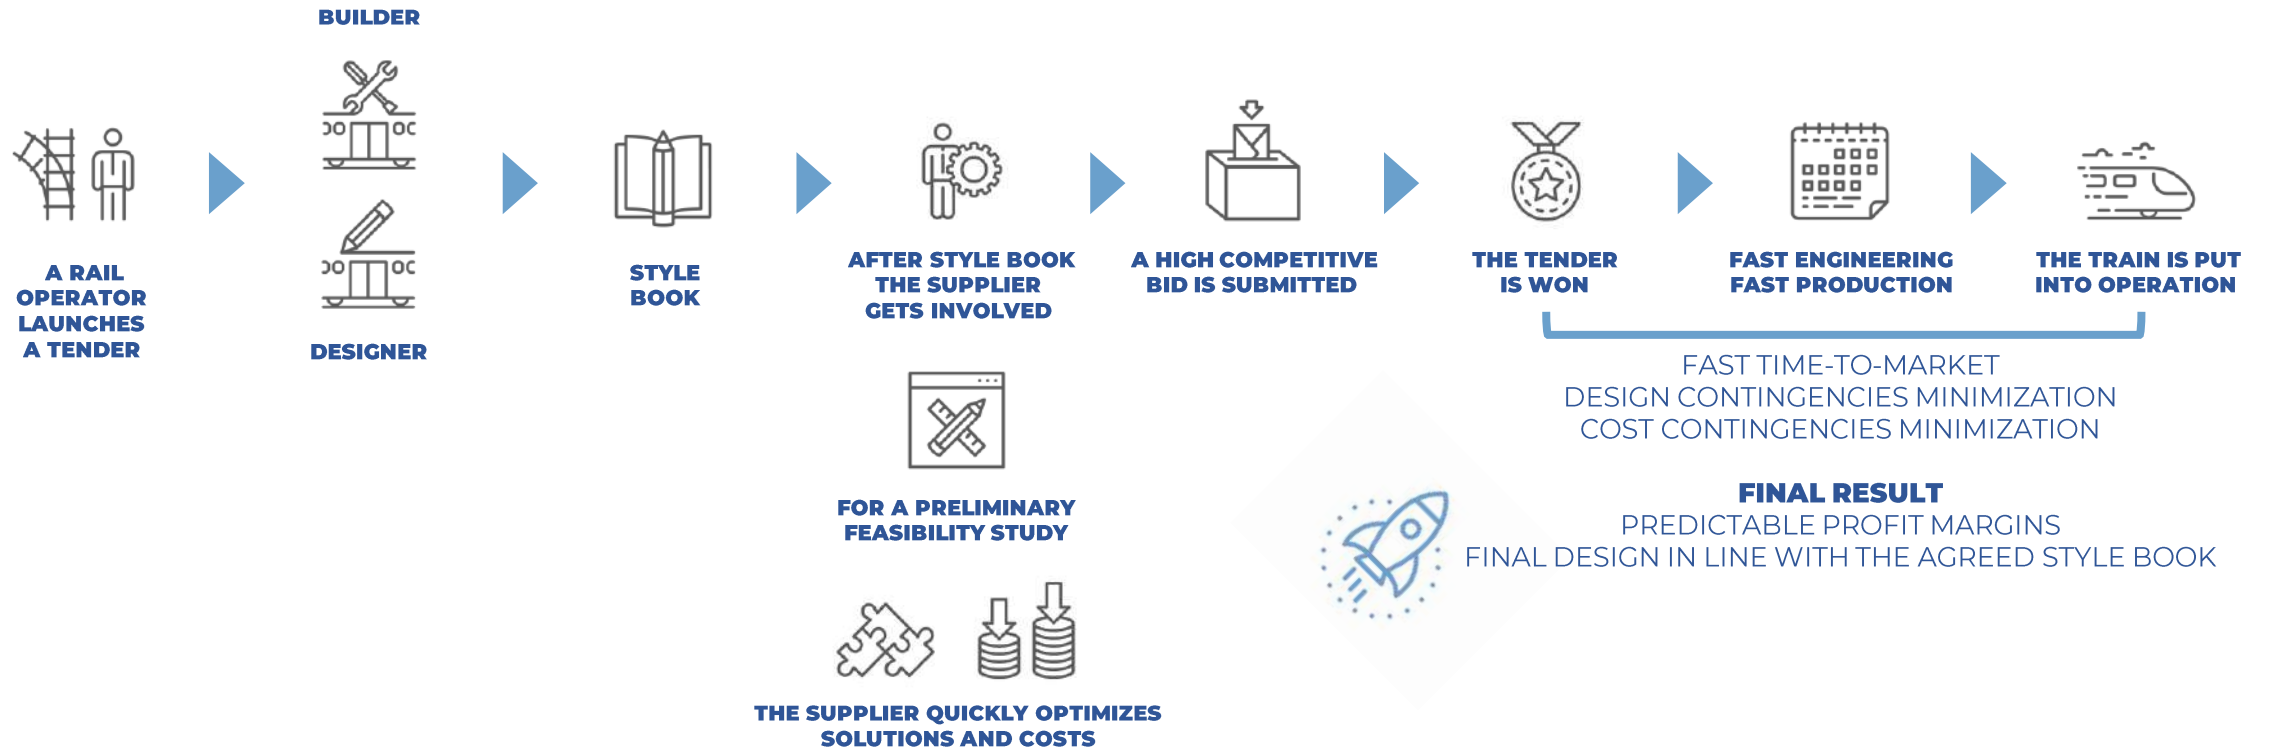 BUILDER
DESIGNER
A RAIL
OPERATOR
LAUNCHES
A TENDER
STYLE
BOOK
AFTER STYLE BOOK
THE SUPPLIER
GETS INVOLVED
FOR A PRELIMINARY
FEASIBILITY STUDY
THE SUPPLIER QUICKLY OPTIMIZES
SOLUTIONS AND COSTS
A HIGH COMPETITIVE
BID IS SUBMITTED
THE TENDER
IS WON
FAST ENGINEERING
FAST PRODUCTION
THE TRAIN IS PUT
INTO OPERATION
FAST TIME-TO-MARKET
DESIGN CONTINGENCIES MINIMIZATION
COST CONTINGENCIES MINIMIZATION
FINAL RESULT
PREDICTABLE PROFIT MARGINS
FINAL DESIGN IN LINE WITH THE AGREED STYLE BOOK